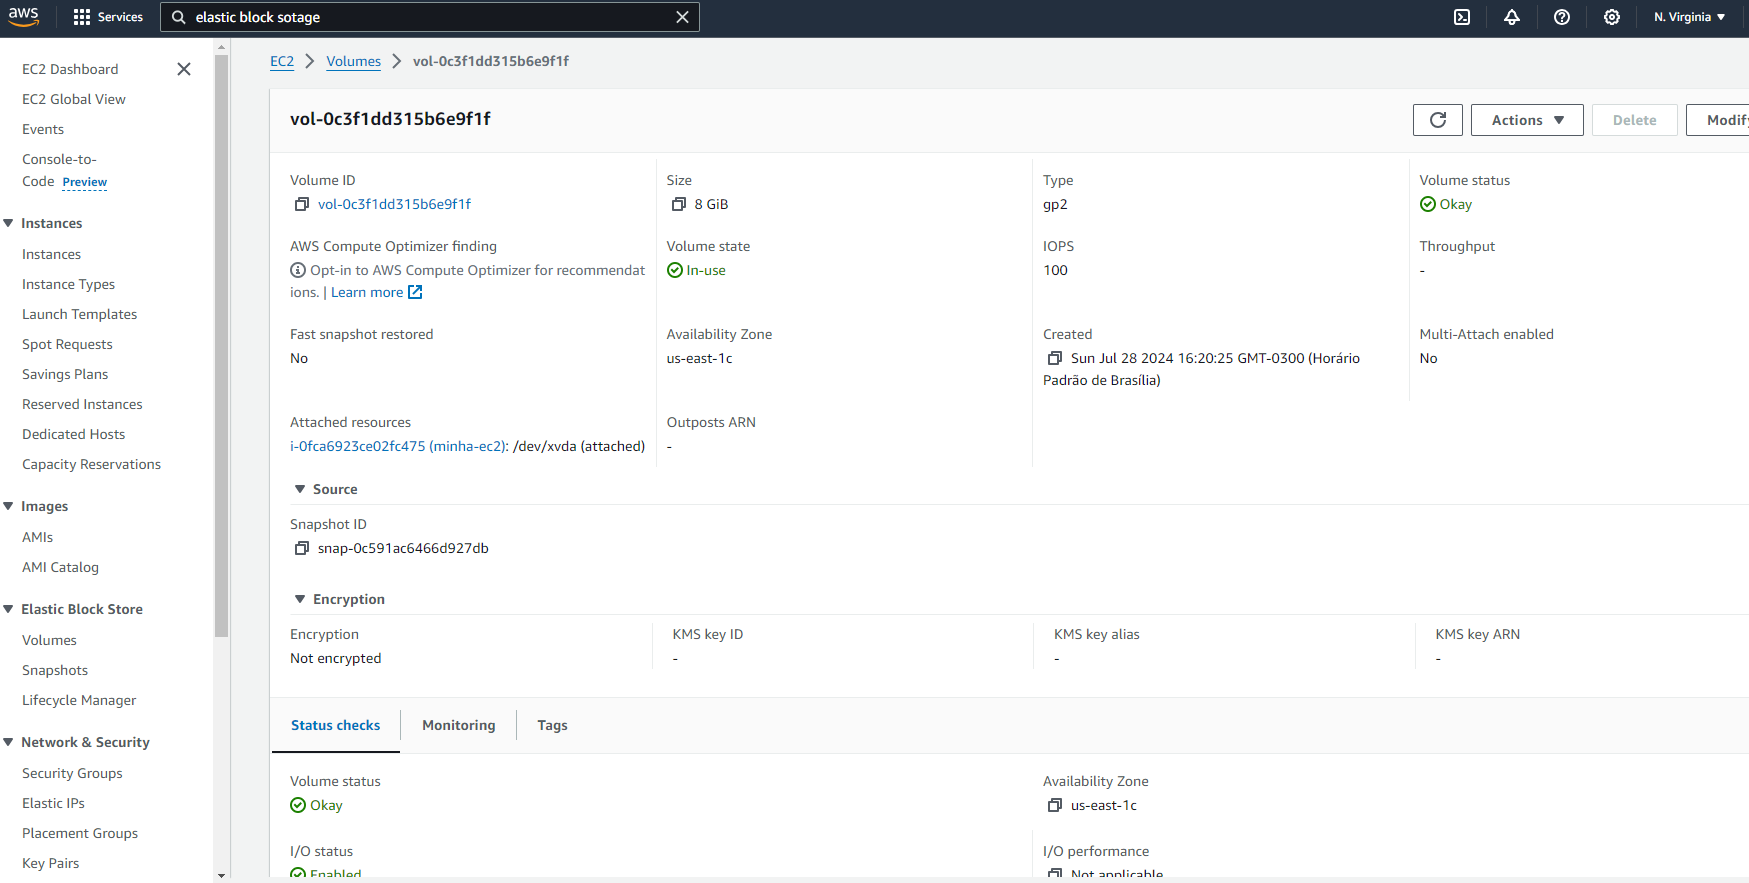 aws
Services
elastic block sotage
N. Virginia
EC2 Dashboard
EC2 Global View
Events
Console-to-
Code Preview
Instances
Instances
Instance Types
Launch Templates
Spot Requests
Savings Plans
Reserved Instances
Dedicated Hosts
Capacity Reservations
Images
AMIs
AMI Catalog
Elastic Block Store
Volumes
Snapshots
Lifecycle Manager
Network & Security
Security Groups
Elastic IPs
Placement Groups
Key Pairs
EC2 > Volumes > vol-0c3f1dd315b6e9f1f
vol-0c3f1dd315b6e9f1f
Actions
Delete
Modify
Volume ID
vol-0c3f1dd315b6e9f1f
Size
8 GiB
Type
gp2
Volume status
Okay
AWS Compute Optimizer finding
Opt-in to AWS Compute Optimizer for recommendat
ions. | Learn more
Volume state
In-use
IOPS
100
Throughput
-
Fast snapshot restored
No
Availability Zone
us-east-1c
Created
Sun Jul 28 2024 16:20:25 GMT-0300 (Horário
Padrão de Brasília)
Multi-Attach enabled
No
Attached resources
i-0fca6923ce02fc475 (minha-ec2): /dev/xvda (attached)
Outposts ARN
-
Source
Snapshot ID
snap-0c591ac6466d927db
Encryption
Encryption
Not encrypted
KMS key ID
-
KMS key alias
-
KMS key ARN
-
Status checks
Monitoring
Tags
Volume status
Okay
Availability Zone
us-east-1c
I/O status
Enabled
I/O performance
Not applicable